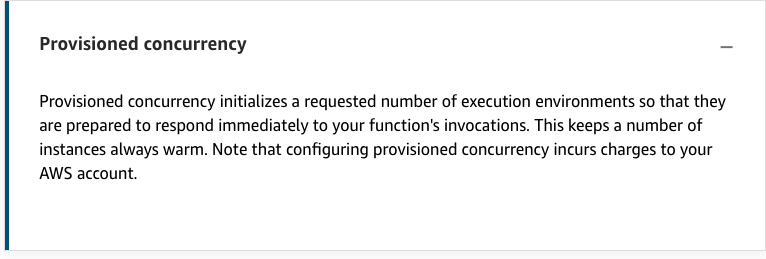 Provisioned concurrency
Provisioned concurrency initializes a requested number of execution environments so that they
are prepared to respond immediately to your function's invocations. This keeps a number of
instances always warm. Note that configuring provisioned concurrency incurs charges to your
AWS account.